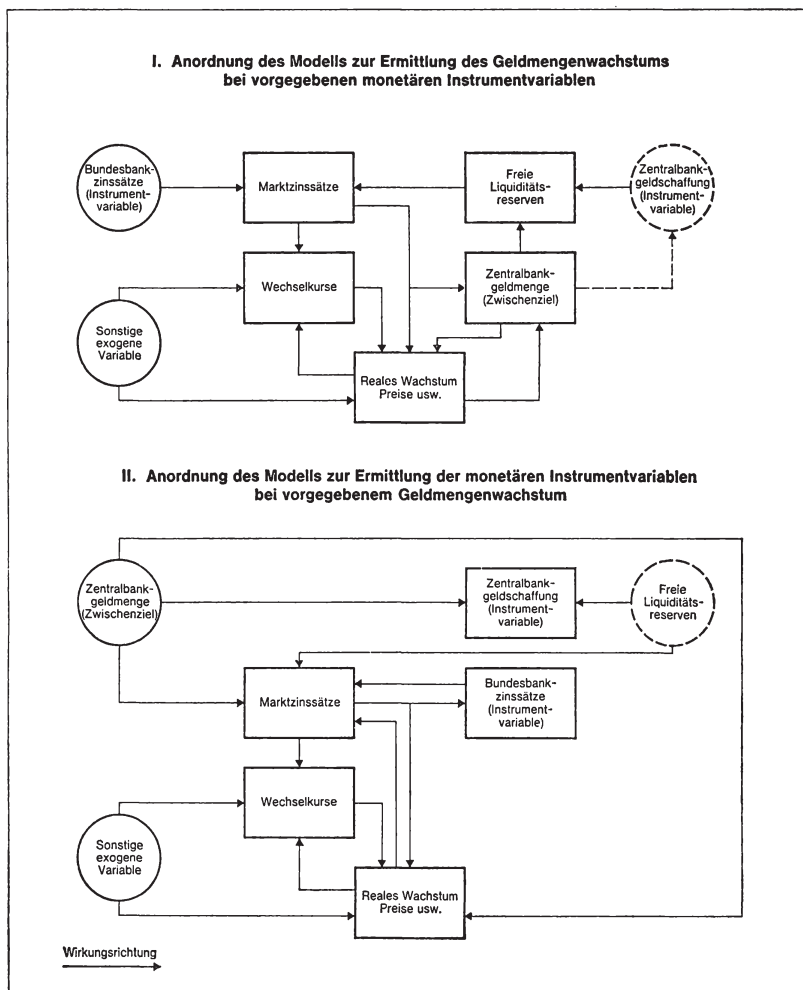 I. Anordnung des Modells zur Ermittlung des Geldmengenwachstums
bei vorgegebenen monetären Instrumentvariablen
Bundesbank-
zinssätze
(Instrument-
variable)
Marktzinssätze
Freie
Liquiditäts-
reserven
Zentralbank-
geldschaffung
(Instrument-
variable)
Wechselkurse
Zentralbank-
geldmenge
(Zwischenziel)
Sonstige
exogene
Variable
Reales Wachstum
Preise usw.
II. Anordnung des Modells zur Ermittlung der monetären Instrumentvariablen
bei vorgegebenem Geldmengenwachstum
Zentralbank-
geldmenge
(Zwischenziel)
Zentralbank-
geldschaffung
(Instrument-
variable)
Freie
Liquiditäts-
reserven
Marktzinssätze
Bundesbank-
zinssätze
(Instrument-
variable)
Wechselkurse
Sonstige
exogene
Variable
Reales Wachstum
Preise usw.
Wirkungsrichtung